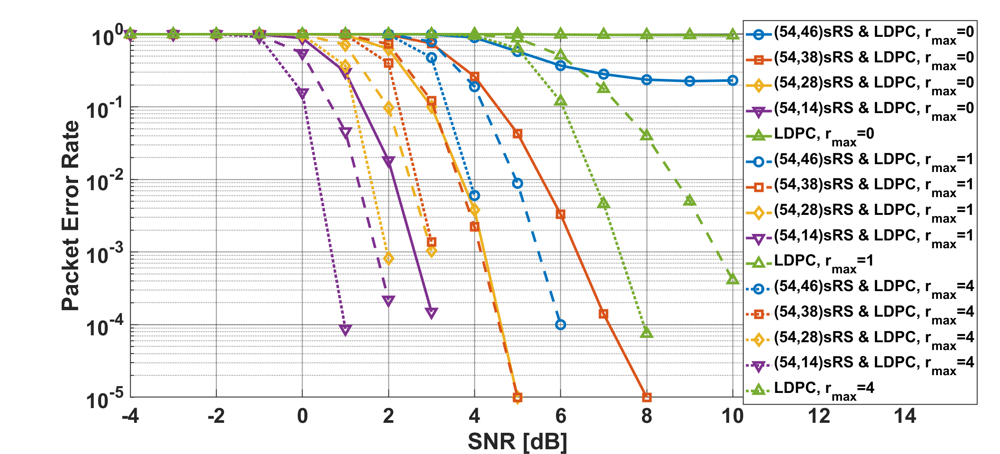 10^0
10^-1
10^-2
10^-3
10^-4
10^-5
Packet Error Rate
-4 -2 0 2 4 6 8 10 12 14
SNR [dB]
(54,46)sRS & LDPC, r_max=0
(54,38)sRS & LDPC, r_max=0
(54,28)sRS & LDPC, r_max=0
(54,14)sRS & LDPC, r_max=0
LDPC, r_max=0
(54,46)sRS & LDPC, r_max=1
(54,38)sRS & LDPC, r_max=1
(54,28)sRS & LDPC, r_max=1
(54,14)sRS & LDPC, r_max=1
LDPC, r_max=1
(54,46)sRS & LDPC, r_max=4
(54,38)sRS & LDPC, r_max=4
(54,28)sRS & LDPC, r_max=4
(54,14)sRS & LDPC, r_max=4
LDPC, r_max=4